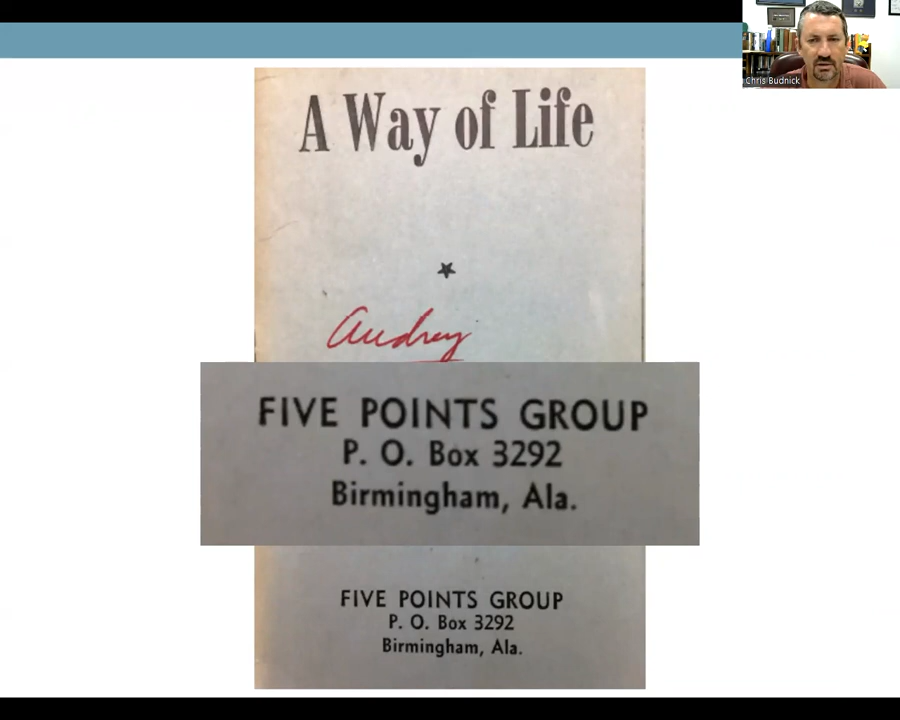 A Way of Life
Audrey
FIVE POINTS GROUP
P. O. Box 3292
Birmingham, Ala.
FIVE POINTS GROUP
P. O. Box 3292
Birmingham, Ala.
Chris Budnick